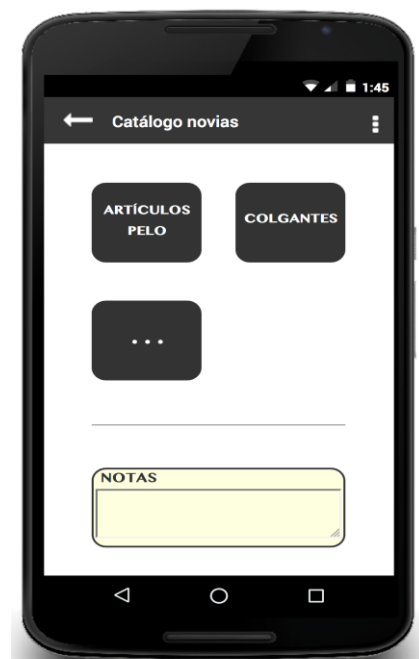 1:45
Catálogo novias
ARTÍCULOS
PELO
COLGANTES
...
NOTAS